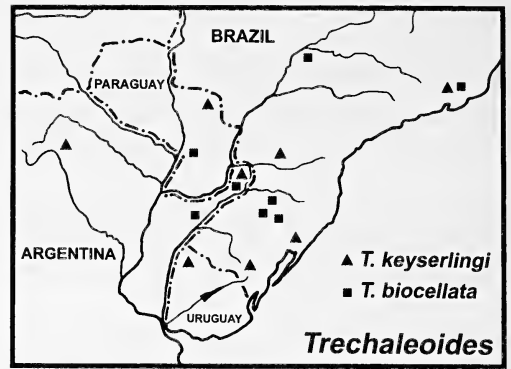 BRAZIL
PARAGUAY
ARGENTINA
▲ T. keyserlingi
■ T. biocellata
URUGUAY
Trechaleoides